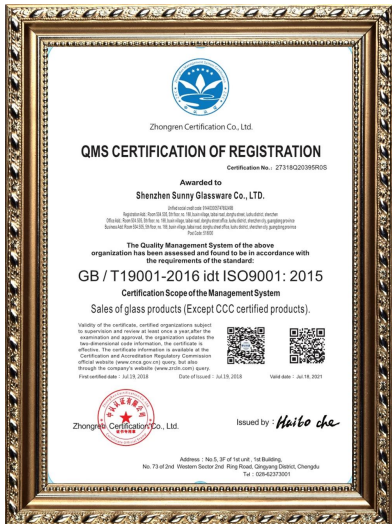 Zhongren Certification Co., Ltd.
QMS CERTIFICATION OF REGISTRATION
Certification No.: 27318Q20395R0S
Awarded to
Shenzhen Sunny Glassware Co., LTD.
The Quality Management System of the above
organization has been assessed and found to be in accordance with
the requirements of the standard:
GB / T19001-2016 idt ISO9001: 2015
Certification Scope of the Management System
Sales of glass products (Except CCC certified products).
Validity of the certificate, certified organizations subject
to supervision and review at least once a year,after the
examination and approval, the organization updates the
two-dimensional code information, the certificate is
effective. The certificate information is available at the
Certification and Accreditation Regulatory Commission
official website (www.cnca.gov.cn) query, but also
through the company's website (www.zrcln.com) query.
First certified date : Jul.19, 2018 Date of Issued : Jul.19, 2018 Valid date : Jul.18, 2021
Zhongren Certification Co., Ltd.
Issued by : Haibo che
Address : No.5, 3F of 1st unit , 1st Building,
No. 73 of 2nd Western Sector 2nd Ring Road, Qingyang District, Chengdu
Tel : 028-62373001